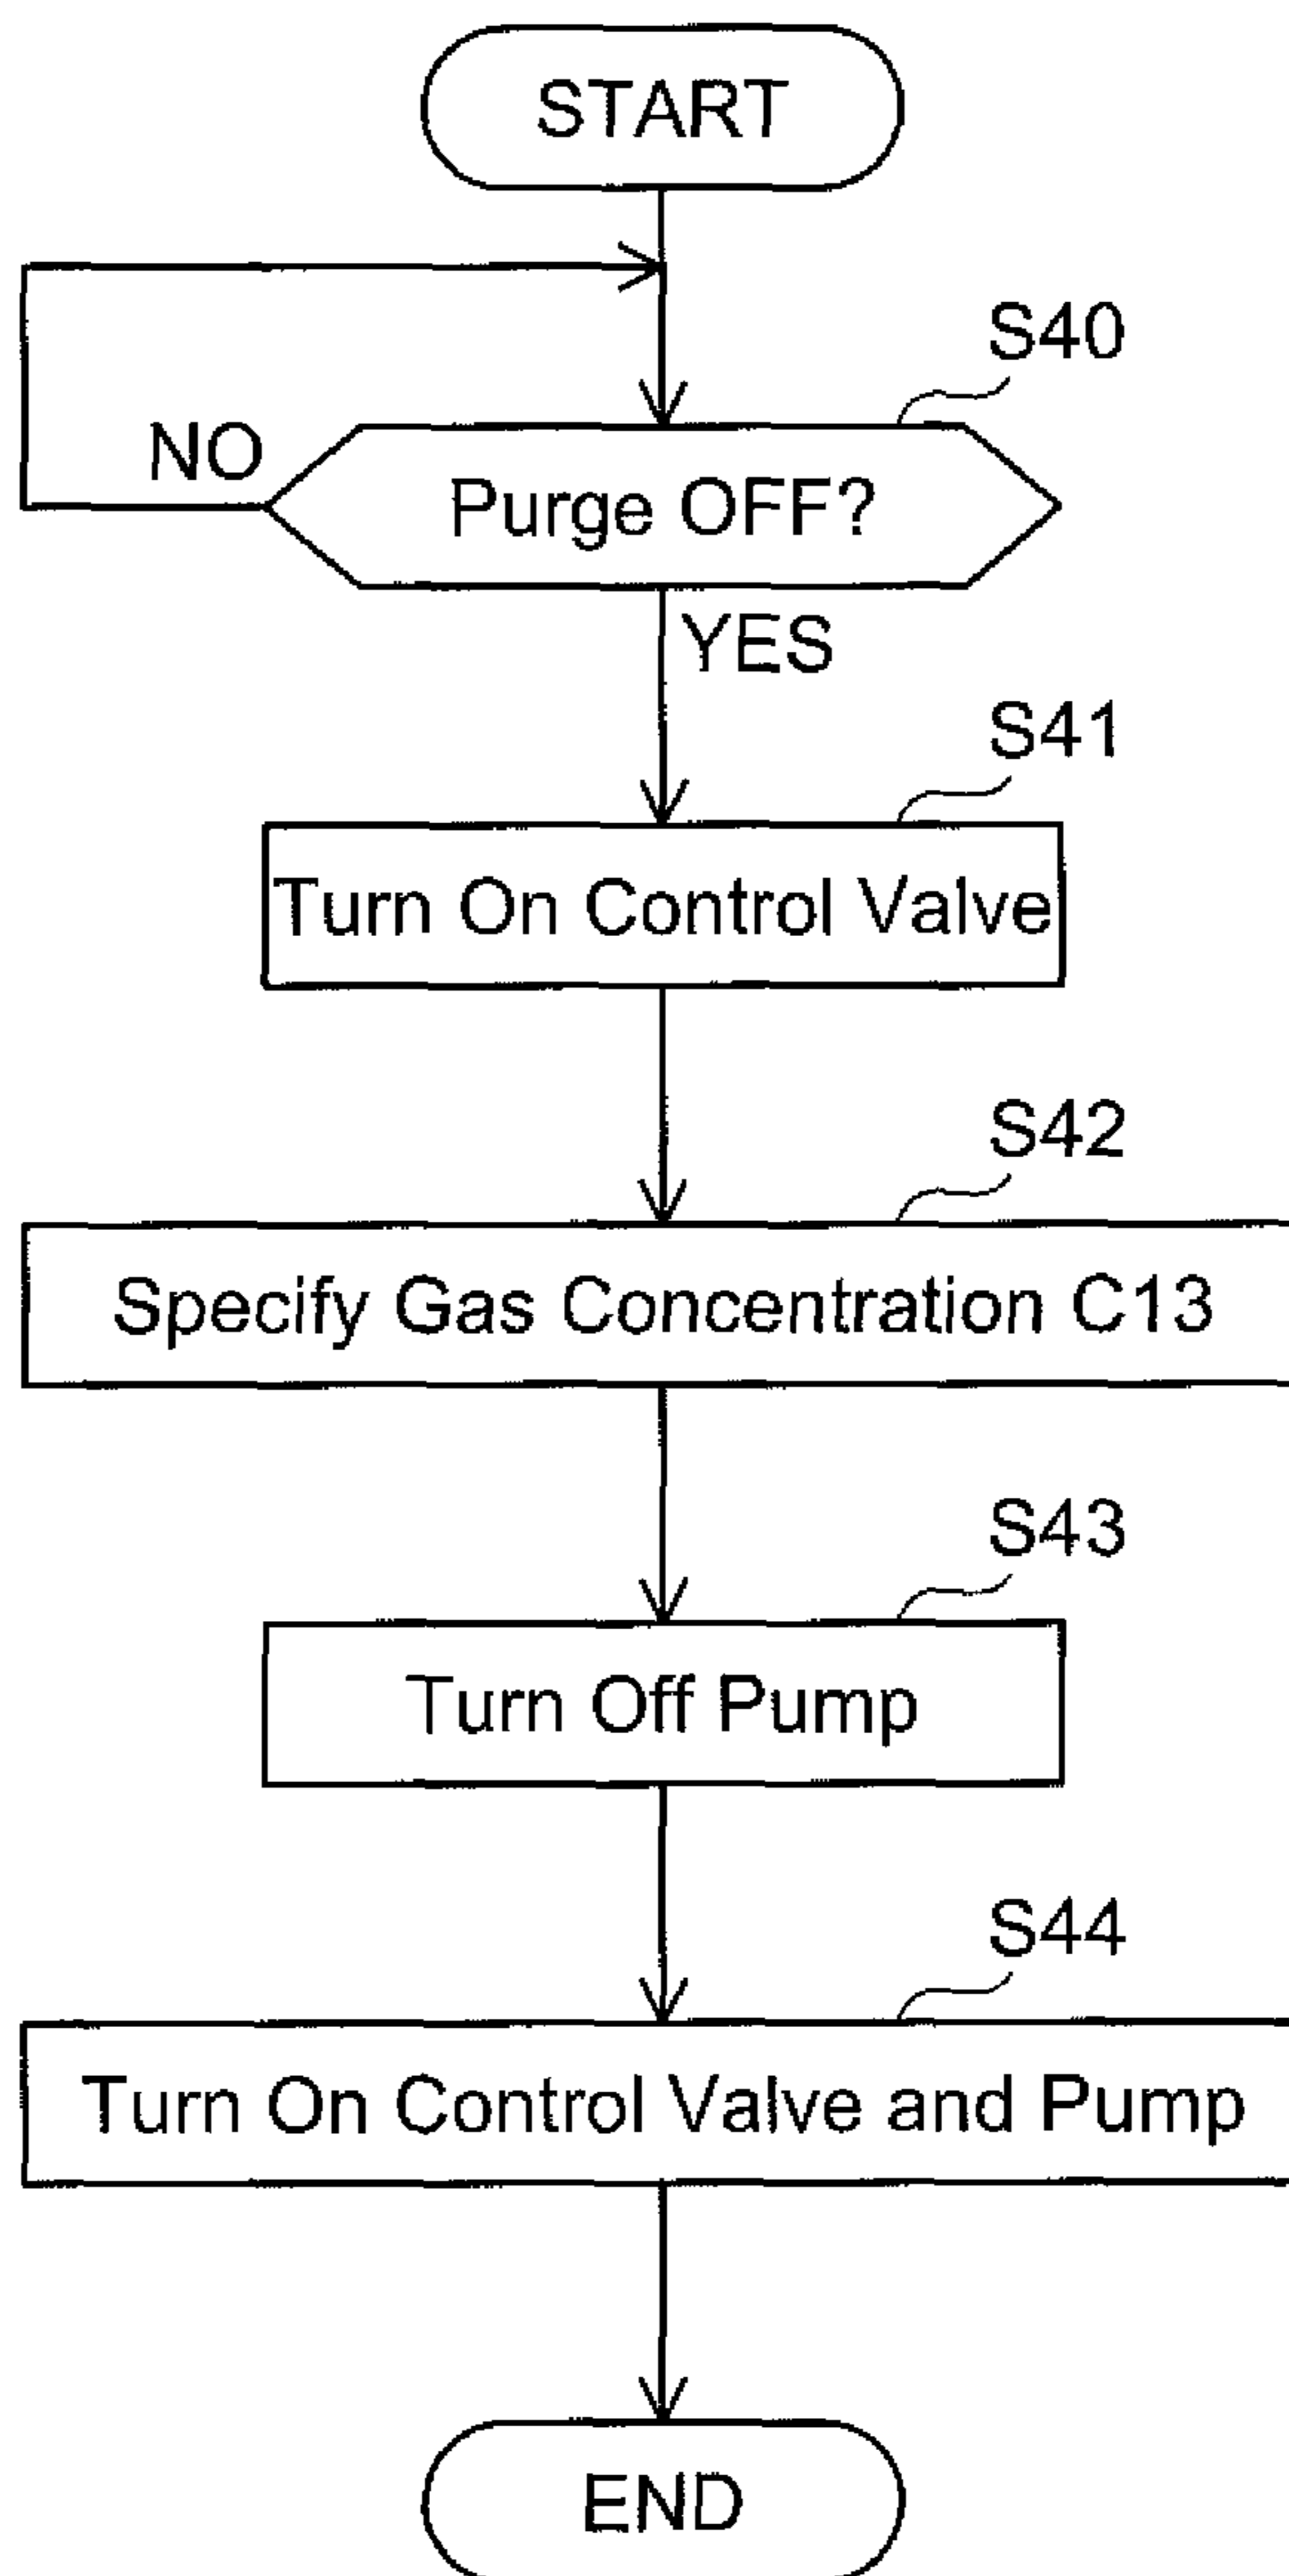 START
S40
NO
Purge OFF?
YES
S41
Turn On Control Valve
S42
Specify Gas Concentration C13
S43
Turn Off Pump
S44
Turn On Control Valve and Pump
END